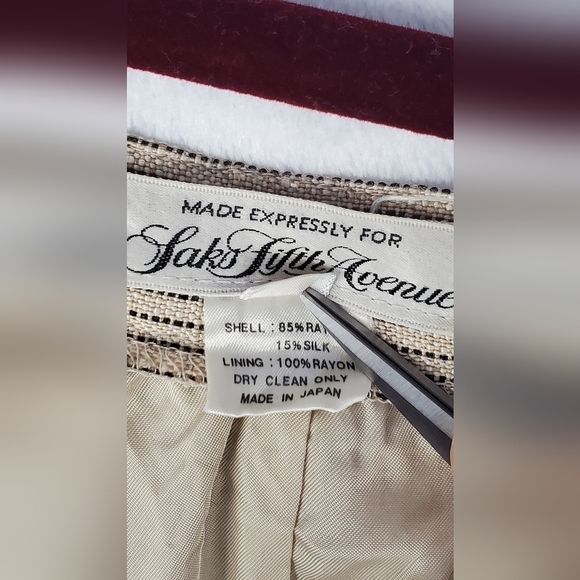 MADE EXPRESSLY FOR
Saks Fifth Avenue
SHELL : 85% RA
15% SILK
LINING : 100% RAYON
DRY CLEAN ONLY
MADE IN JAPAN